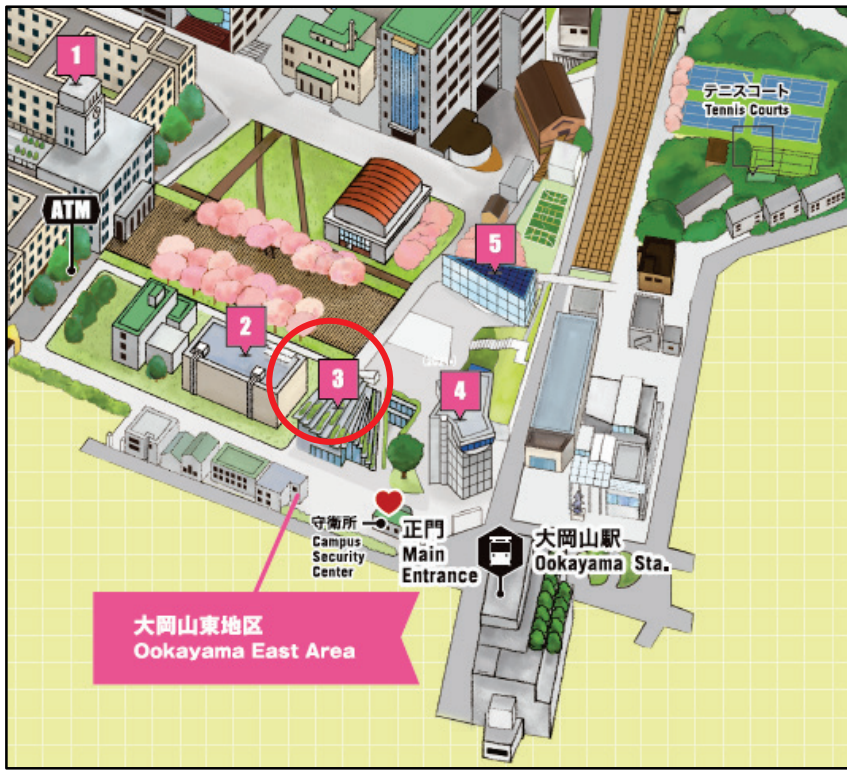 1
テニスコート
Tennis Courts
ATM
5
2
3
4
守衛所
Campus
Security
Center
正門
Main
Entrance
大岡山駅
Ookayama Sta.
大岡山東地区
Ookayama East Area